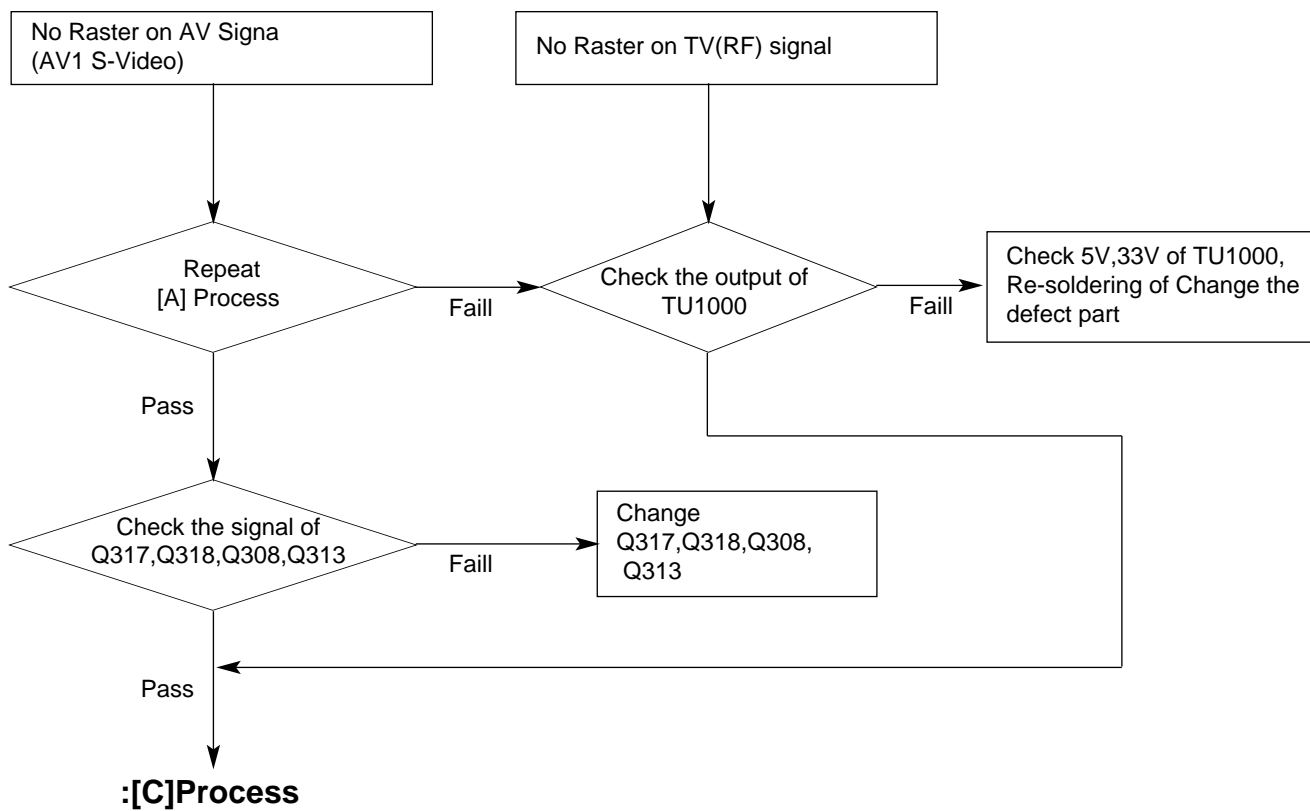 No Raster on AV Signa
(AV1 S-Video)
No Raster on TV(RF) signal
Repeat
[A] Process
Faill
Check the output of
TU1000
Faill
Check 5V,33V of TU1000,
Re-soldering of Change the
defect part
Pass
Check the signal of
Q317,Q318,Q308,Q313
Faill
Change
Q317,Q318,Q308,
Q313
Pass
:[C]Process